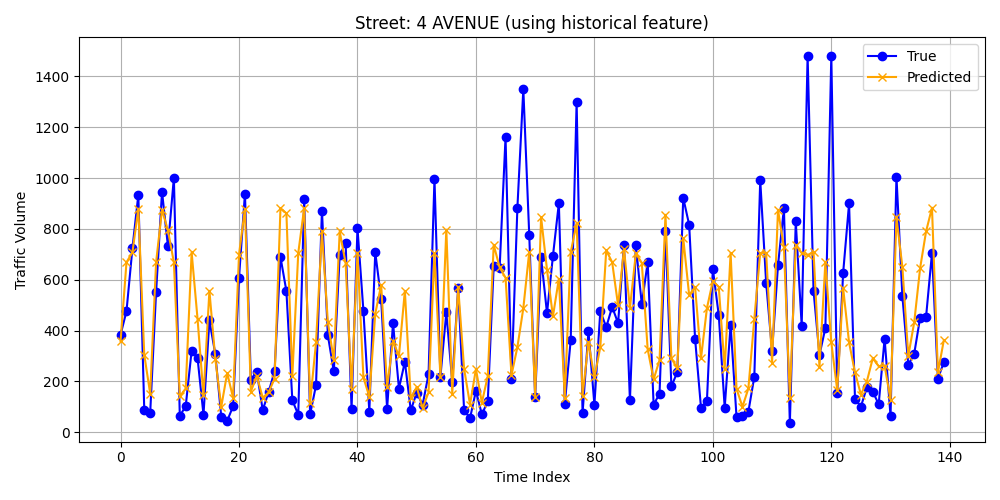 Street: 4 AVENUE (using historical feature)
True
Predicted
Traffic Volume
1400
1200
1000
800
600
400
200
0
0 20 40 60 80 100 120 140
Time Index